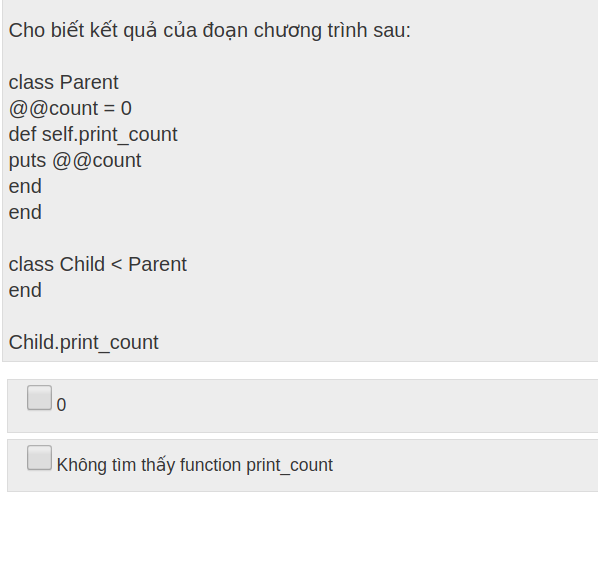 Cho biết kết quả của đoạn chương trình sau:
class Parent
@@count = 0
def self.print_count
puts @@count
end
end
class Child < Parent
end
Child.print_count
0
Không tìm thấy function print_count